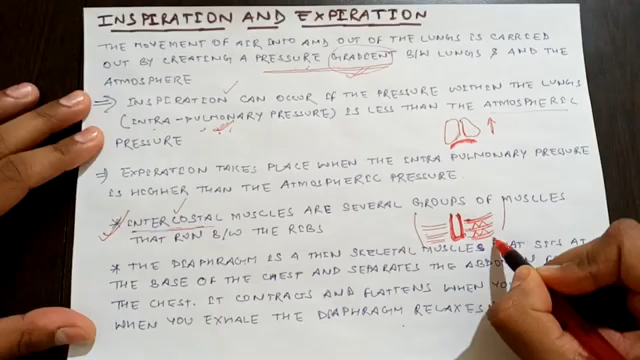 INSPIRATION AND EXPIRATION
THE MOVEMENT OF AIR INTO AND OUT OF THE LUNGS IS CARRIED
OUT BY CREATING A PRESSURE GRADIENT B/W LUNGS & AND THE
ATMOSPHERE
⇒ INSPIRATION CAN OCCUR IF THE PRESSURE WITHIN THE LUNGS
(INTRA-PULMONARY PRESSURE) IS LESS THAN THE ATMOSPHERIC
PRESSURE
⇒ EXPIRATION TAKES PLACE WHEN THE INTRA PULMONARY PRESSURE
IS HIGHER THAN THE ATMOSPHERIC PRESSURE.
* INTERCOSTAL MUSCLES ARE SEVERAL GROUPS OF MUSCLES
THAT RUN B/W THE RIBS
* THE DIAPHRAGM IS A THIN SKELETAL MUSCLES THAT SITS AT
THE BASE OF THE CHEST AND SEPARATES THE
THE CHEST. IT CONTRACTS AND FLATTENS WHEN
WHEN YOU EXHALE THE DIAPHRAGM RELAXES